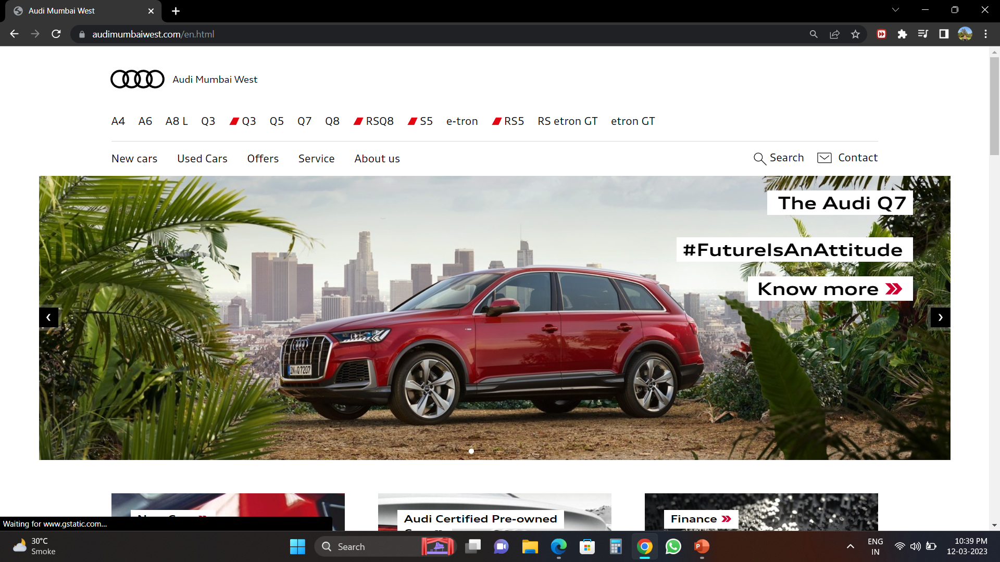 Audi Mumbai West
audimumbaiwest.com/en.html
Audi Mumbai West
A4 A6 A8 L Q3 Q3 Q5 Q7 Q8 RSQ8 S5 e-tron RS5 RS etron GT etron GT
New cars Used Cars Offers Service About us Search Contact
The Audi Q7
#FutureIsAnAttitude
Know more
IN Q 7207
Audi Certified Pre-owned
Finance
Waiting for www.gstatic.com...
30°C
Smoke
Search
ENG
IN
10:39 PM
12-03-2023